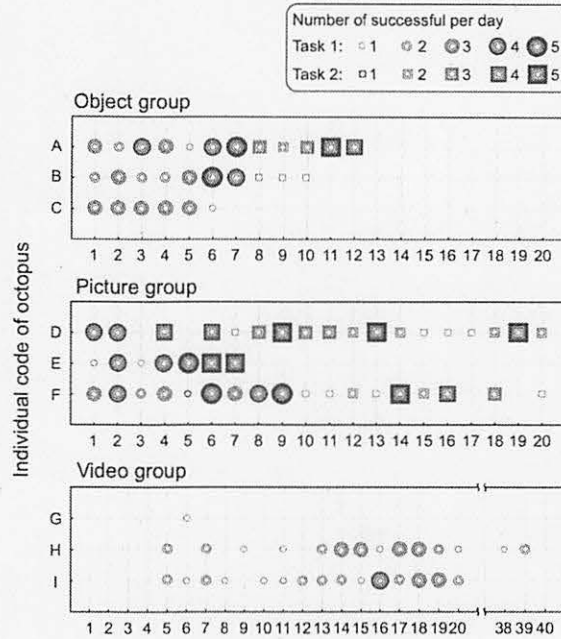 Number of successful per day
Task 1: 1 2 3 4 5
Task 2: 1 2 3 4 5
Object group
A
B
C
1 2 3 4 5 6 7 8 9 10 11 12 13 14 15 16 17 18 19 20
Individual code of octopus
Picture group
D
E
F
1 2 3 4 5 6 7 8 9 10 11 12 13 14 15 16 17 18 19 20
Video group
G
H
I
1 2 3 4 5 6 7 8 9 10 11 12 13 14 15 16 17 18 19 20 38 39 40